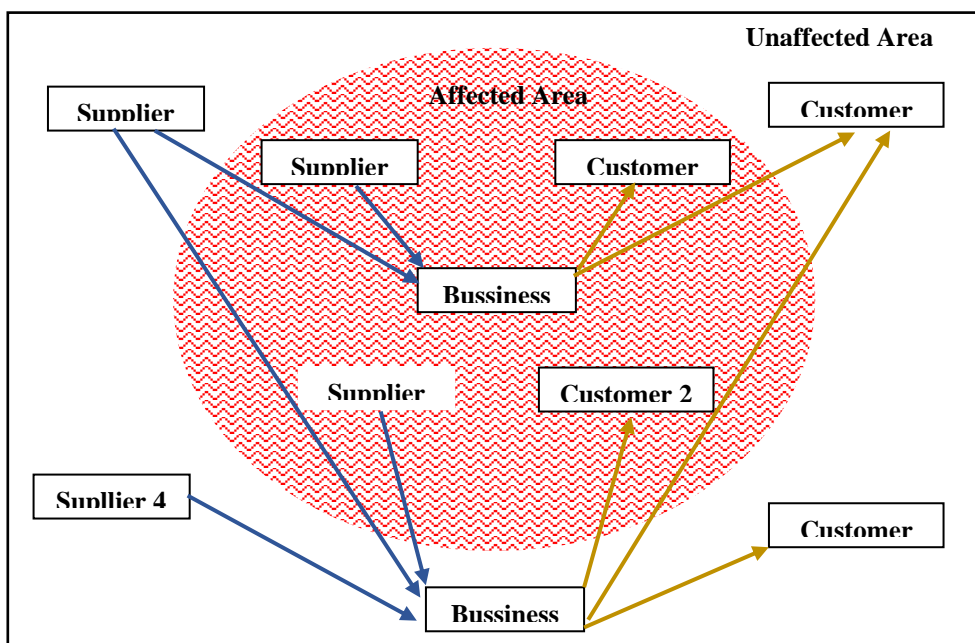 Unaffected Area
Affected Area
Supplier
Customer
Supplier
Customer
Bussiness
Supplier
Customer 2
Supllier 4
Customer
Bussiness